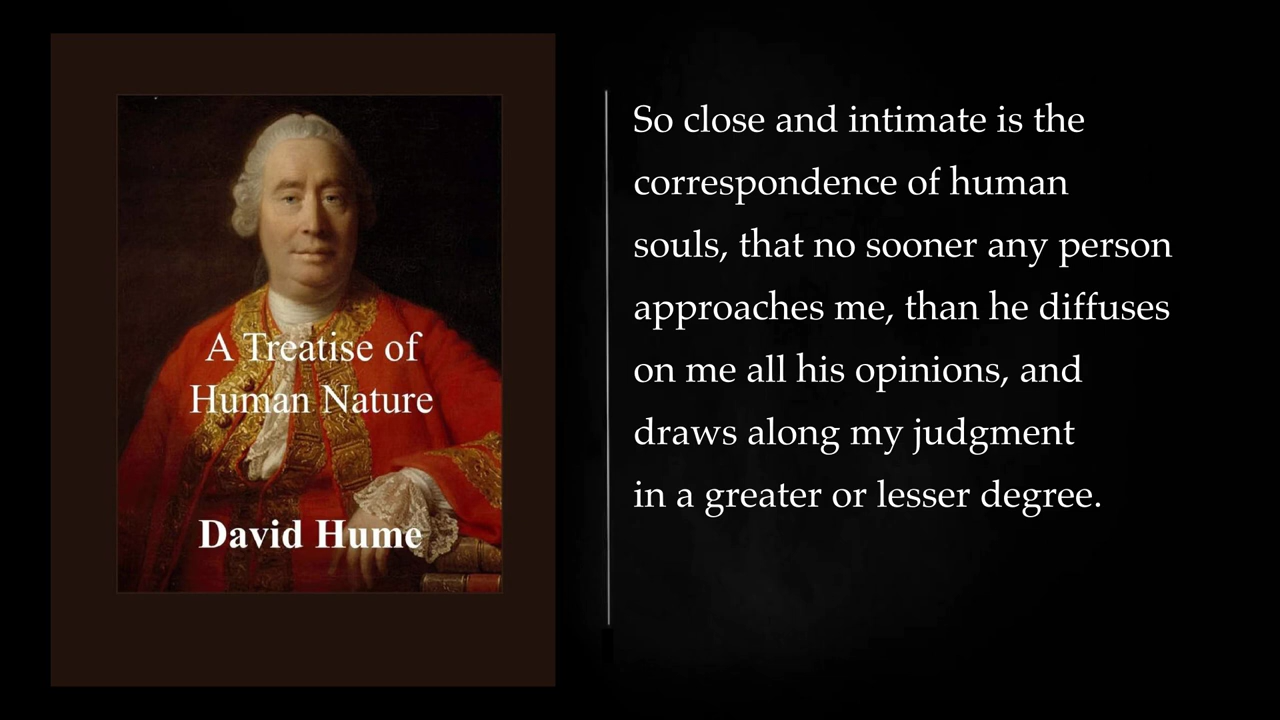 A Treatise of
Human Nature
David Hume
So close and intimate is the
correspondence of human
souls, that no sooner any person
approaches me, than he diffuses
on me all his opinions, and
draws along my judgment
in a greater or lesser degree.